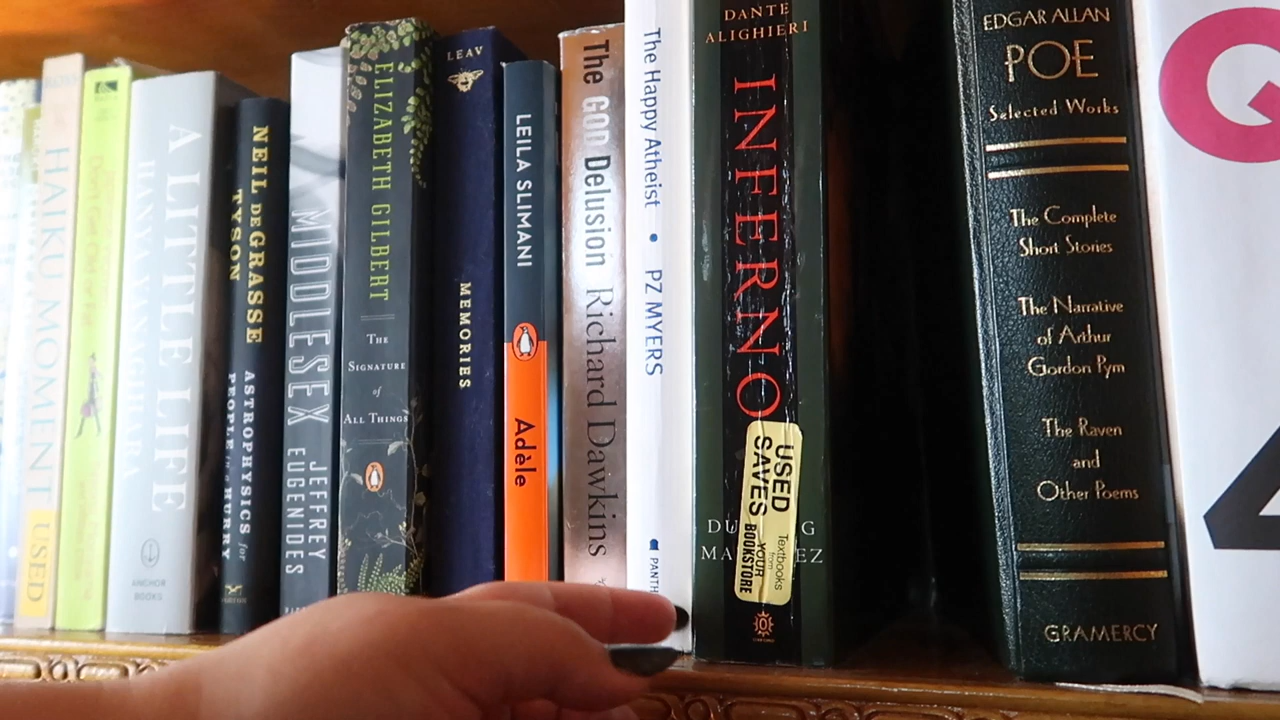 HAIKU MOMENT
USED
A LITTLE LIFE
HANYA YANAGIHARA
ANCHOR
BOOKS
NEIL DEGRASSE
TYSON
ASTROPHYSICS for
PEOPLE in a HURRY
MIDDLESEX
JEFFREY
EUGENIDES
ELIZABETH GILBERT
THE
SIGNATURE
of
ALL THINGS
LEAV
MEMORIES
LEILA SLIMANI
Adèle
The GOD Delusion Richard Dawkins
The Happy Atheist • PZ MYERS
PANTH
DANTE
ALIGHIERI
INFERNO
USED
SAVES
Textbooks
from
YOUR
BOOKSTORE
EDGAR ALLAN
POE
Selected Works
The Complete
Short Stories
The Narrative
of Arthur
Gordon Pym
The Raven
and
Other Poems
GRAMERCY